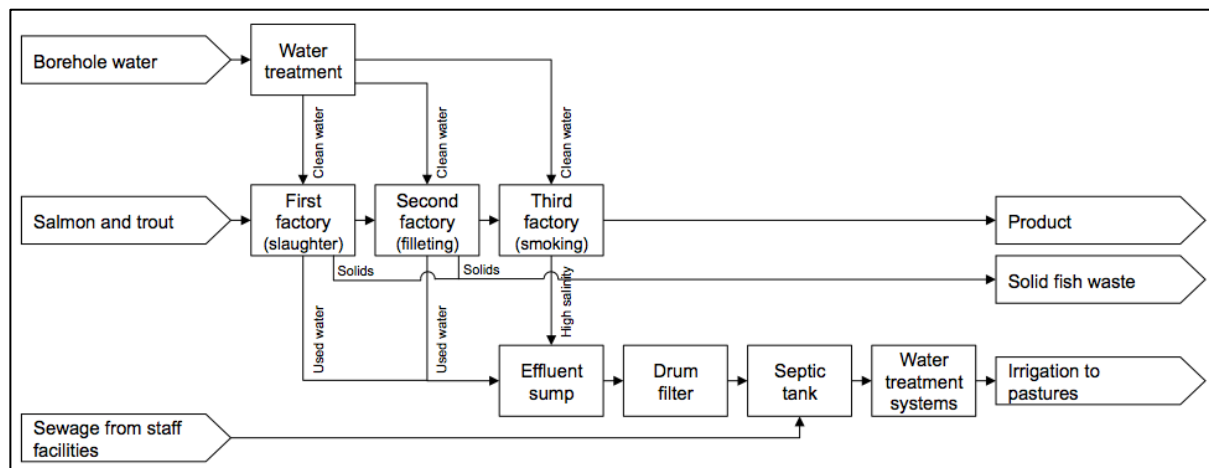 Borehole water
Water
treatment
Clean water
Clean water
Clean water
Salmon and trout
First
factory
(slaughter)
Second
factory
(filleting)
Third
factory
(smoking)
Product
Solids
Solids
Solid fish waste
Used water
Used water
High salinity
Effluent
sump
Drum
filter
Septic
tank
Water
treatment
systems
Irrigation to
pastures
Sewage from staff
facilities